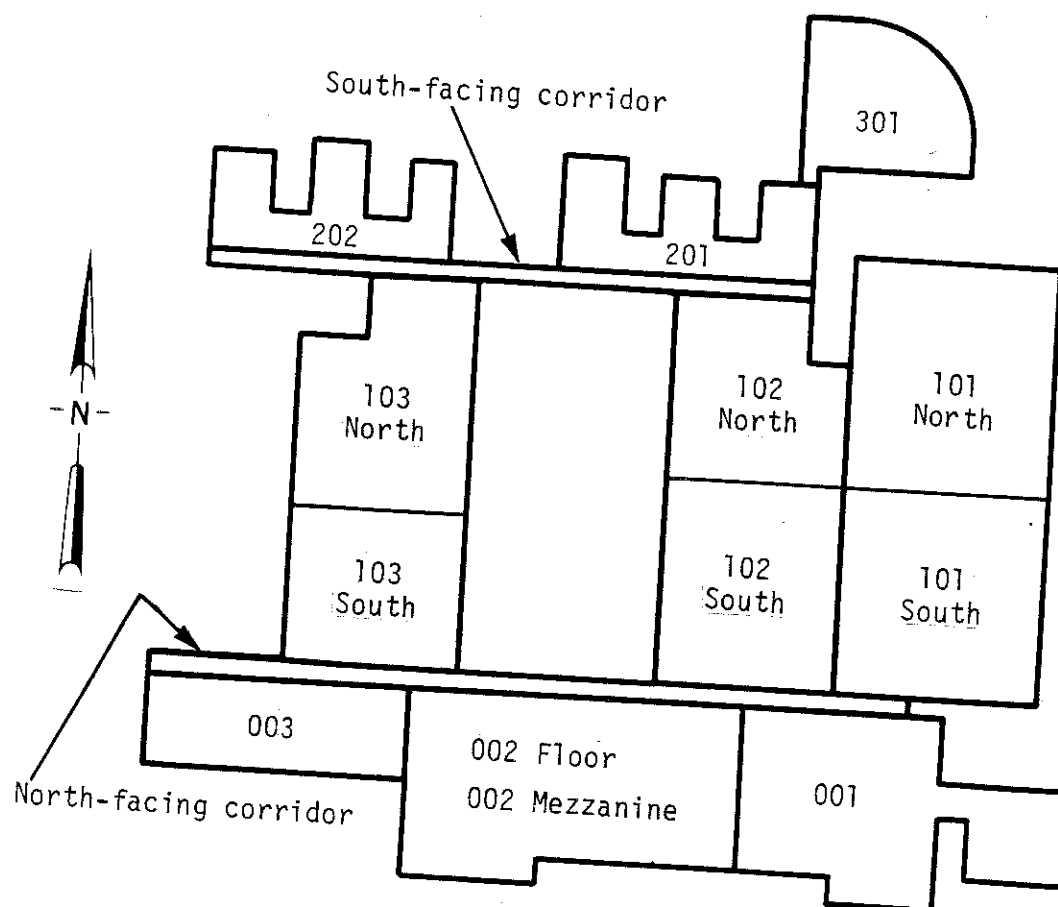 South-facing corridor
301
202
201
N
103
North
102
North
101
North
103
South
102
South
101
South
003
002 Floor
002 Mezzanine
001
North-facing corridor